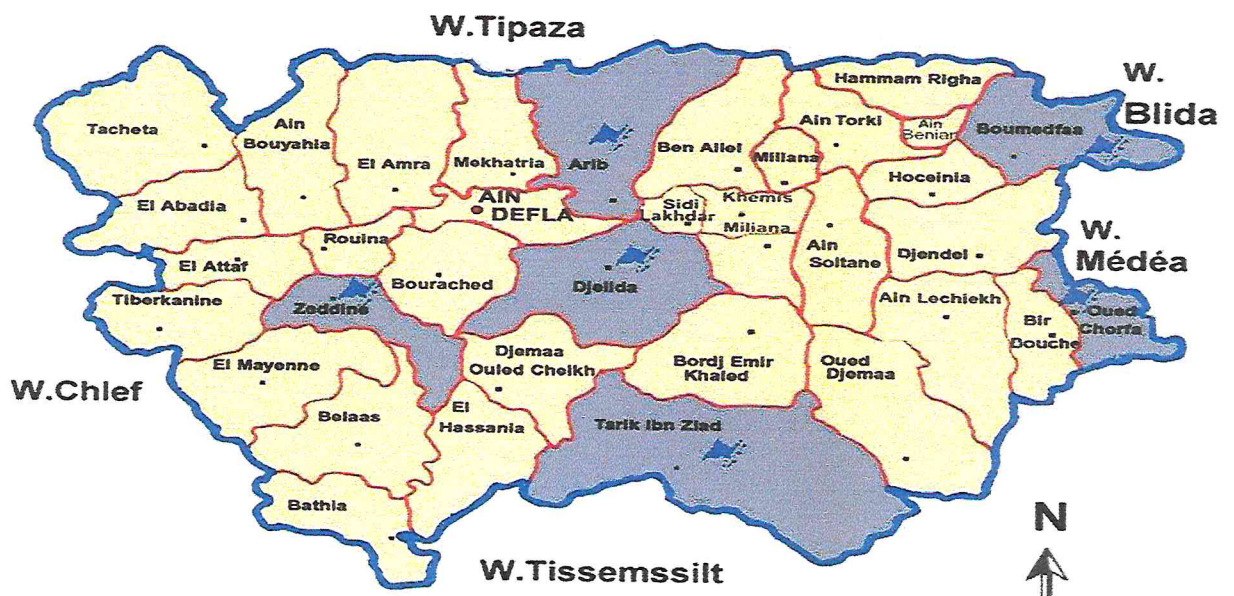 W.Tipaza
W.
Blida
Hammam Righa
Tacheta
Ain
Bouyahia
El Amra
Mekhatria
Arib
Ben Allel
Miliana
Ain Torki
Ain
Benian
Boumedfaa
Hoceinia
El Abadia
AIN
DEFLA
Sidi
Lakhdar
Khemis
Miliana
Ain
Soltane
Djendel
W.
Médéa
El Attaf
Rouina
Bourached
Djelida
Tiberkanine
Zeddine
Ain Lechiekh
Bir
Bouche
Oued
Chorfa
W.Chlef
El Mayenne
Djemaa
Ouled Cheikh
Bordj Emir
Khaled
Oued
Djemaa
Belaas
El
Hassania
Tarik Ibn Ziad
Bathia
W.Tissemssilt
N